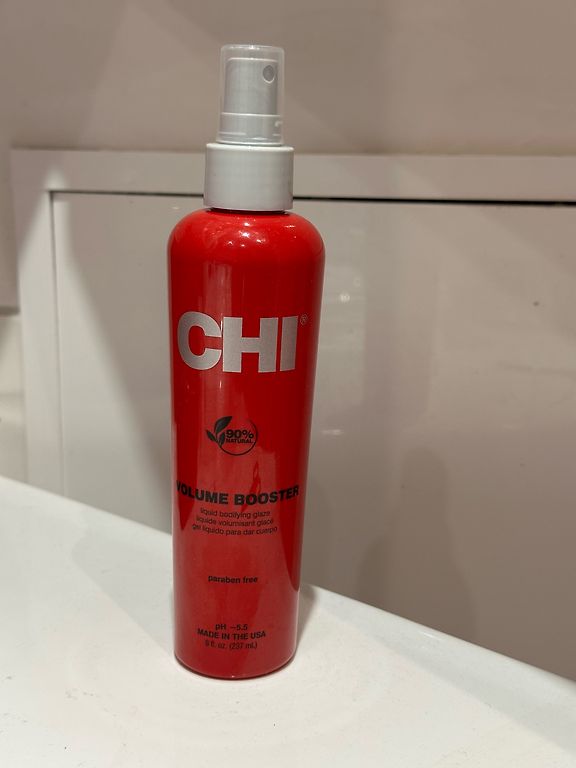 CHI®
90%
NATURAL
VOLUME BOOSTER
liquid bodifying glaze
liquide volumisant glacé
gel líquido para dar cuerpo
paraben free
pH ~5.5
MADE IN THE USA
8 fl. oz. (237 mL)